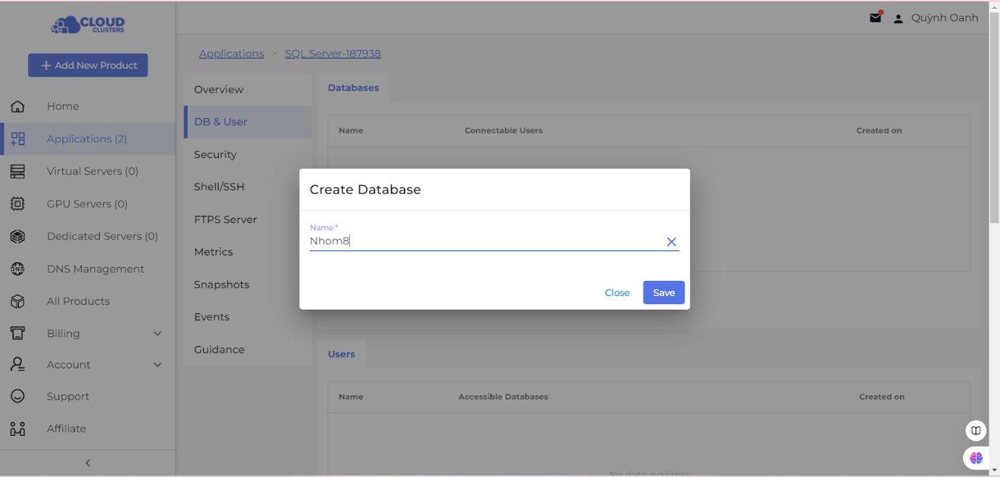 CLOUD
CLUSTERS
Quỳnh Oanh
+ Add New Product
Home
Applications (2)
Virtual Servers (0)
GPU Servers (0)
Dedicated Servers (0)
DNS
DNS Management
All Products
Billing
Account
Support
Affiliate
Applications > SQL Server-187938
Overview
DB & User
Security
Shell/SSH
FTPS Server
Metrics
Snapshots
Events
Guidance
Databases
Name Connectable Users Created on
Create Database
Name*
Nhom8
Close Save
Users
Name Accessible Databases Created on
No data available